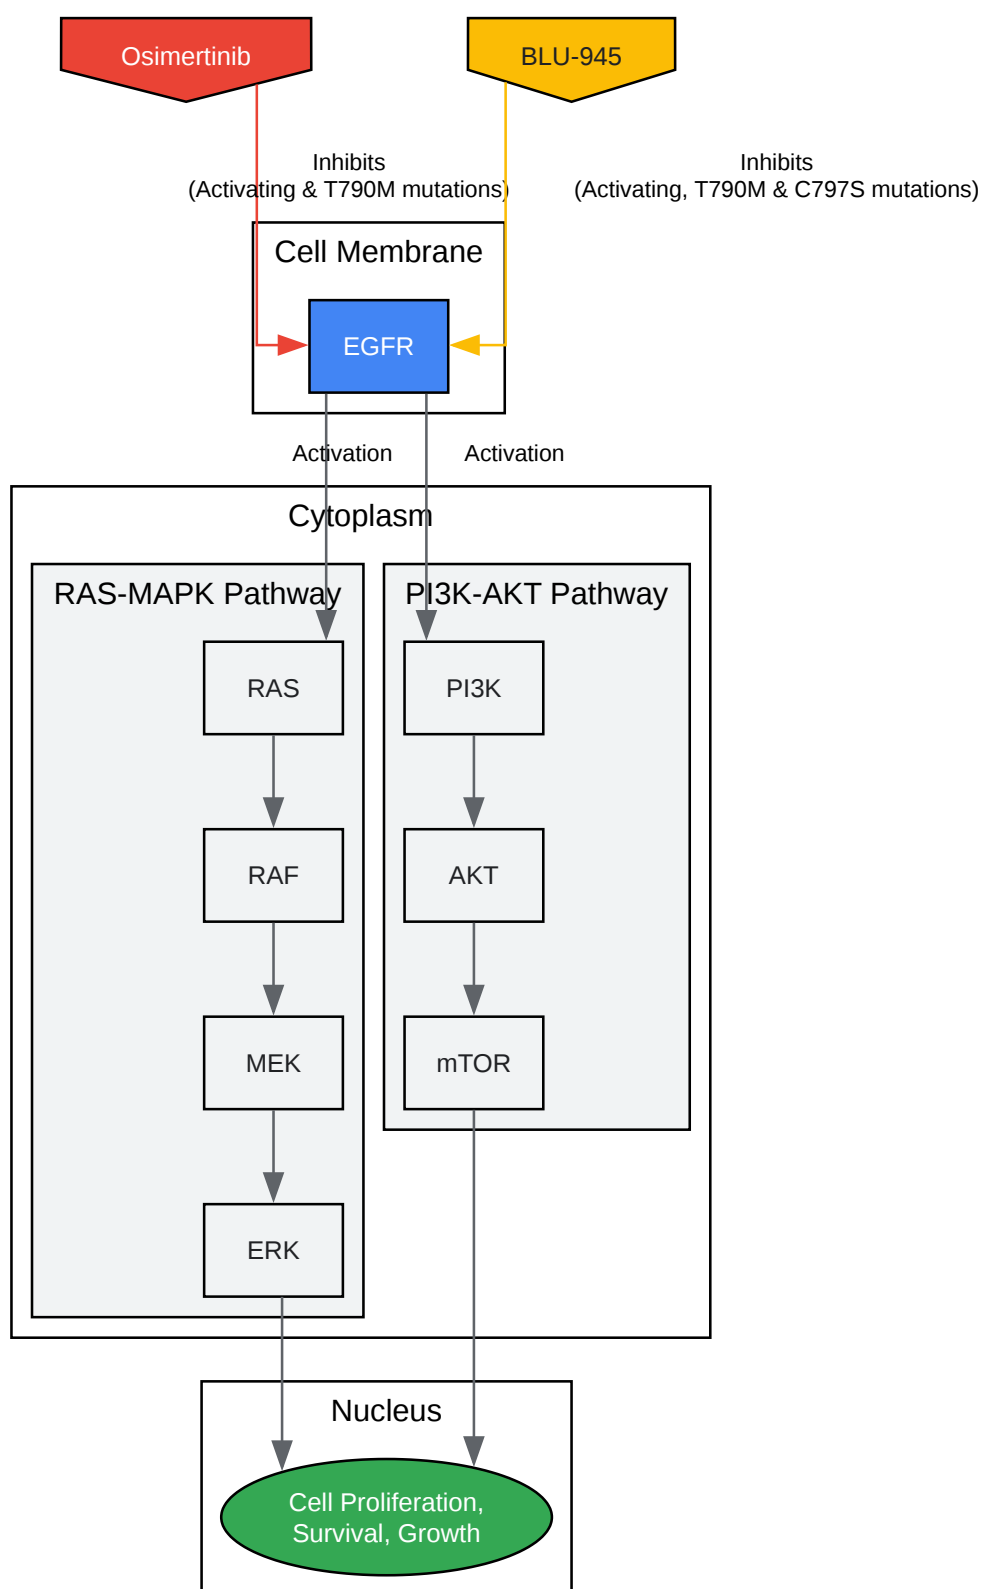 Osimertinib
BLU-945
Inhibits
(Activating & T790M mutations)
Inhibits
(Activating, T790M & C797S mutations)
Cell Membrane
EGFR
Activation
Activation
Cytoplasm
RAS-MAPK Pathway
PI3K-AKT Pathway
RAS
PI3K
RAF
AKT
MEK
mTOR
ERK
Nucleus
Cell Proliferation,
Survival, Growth